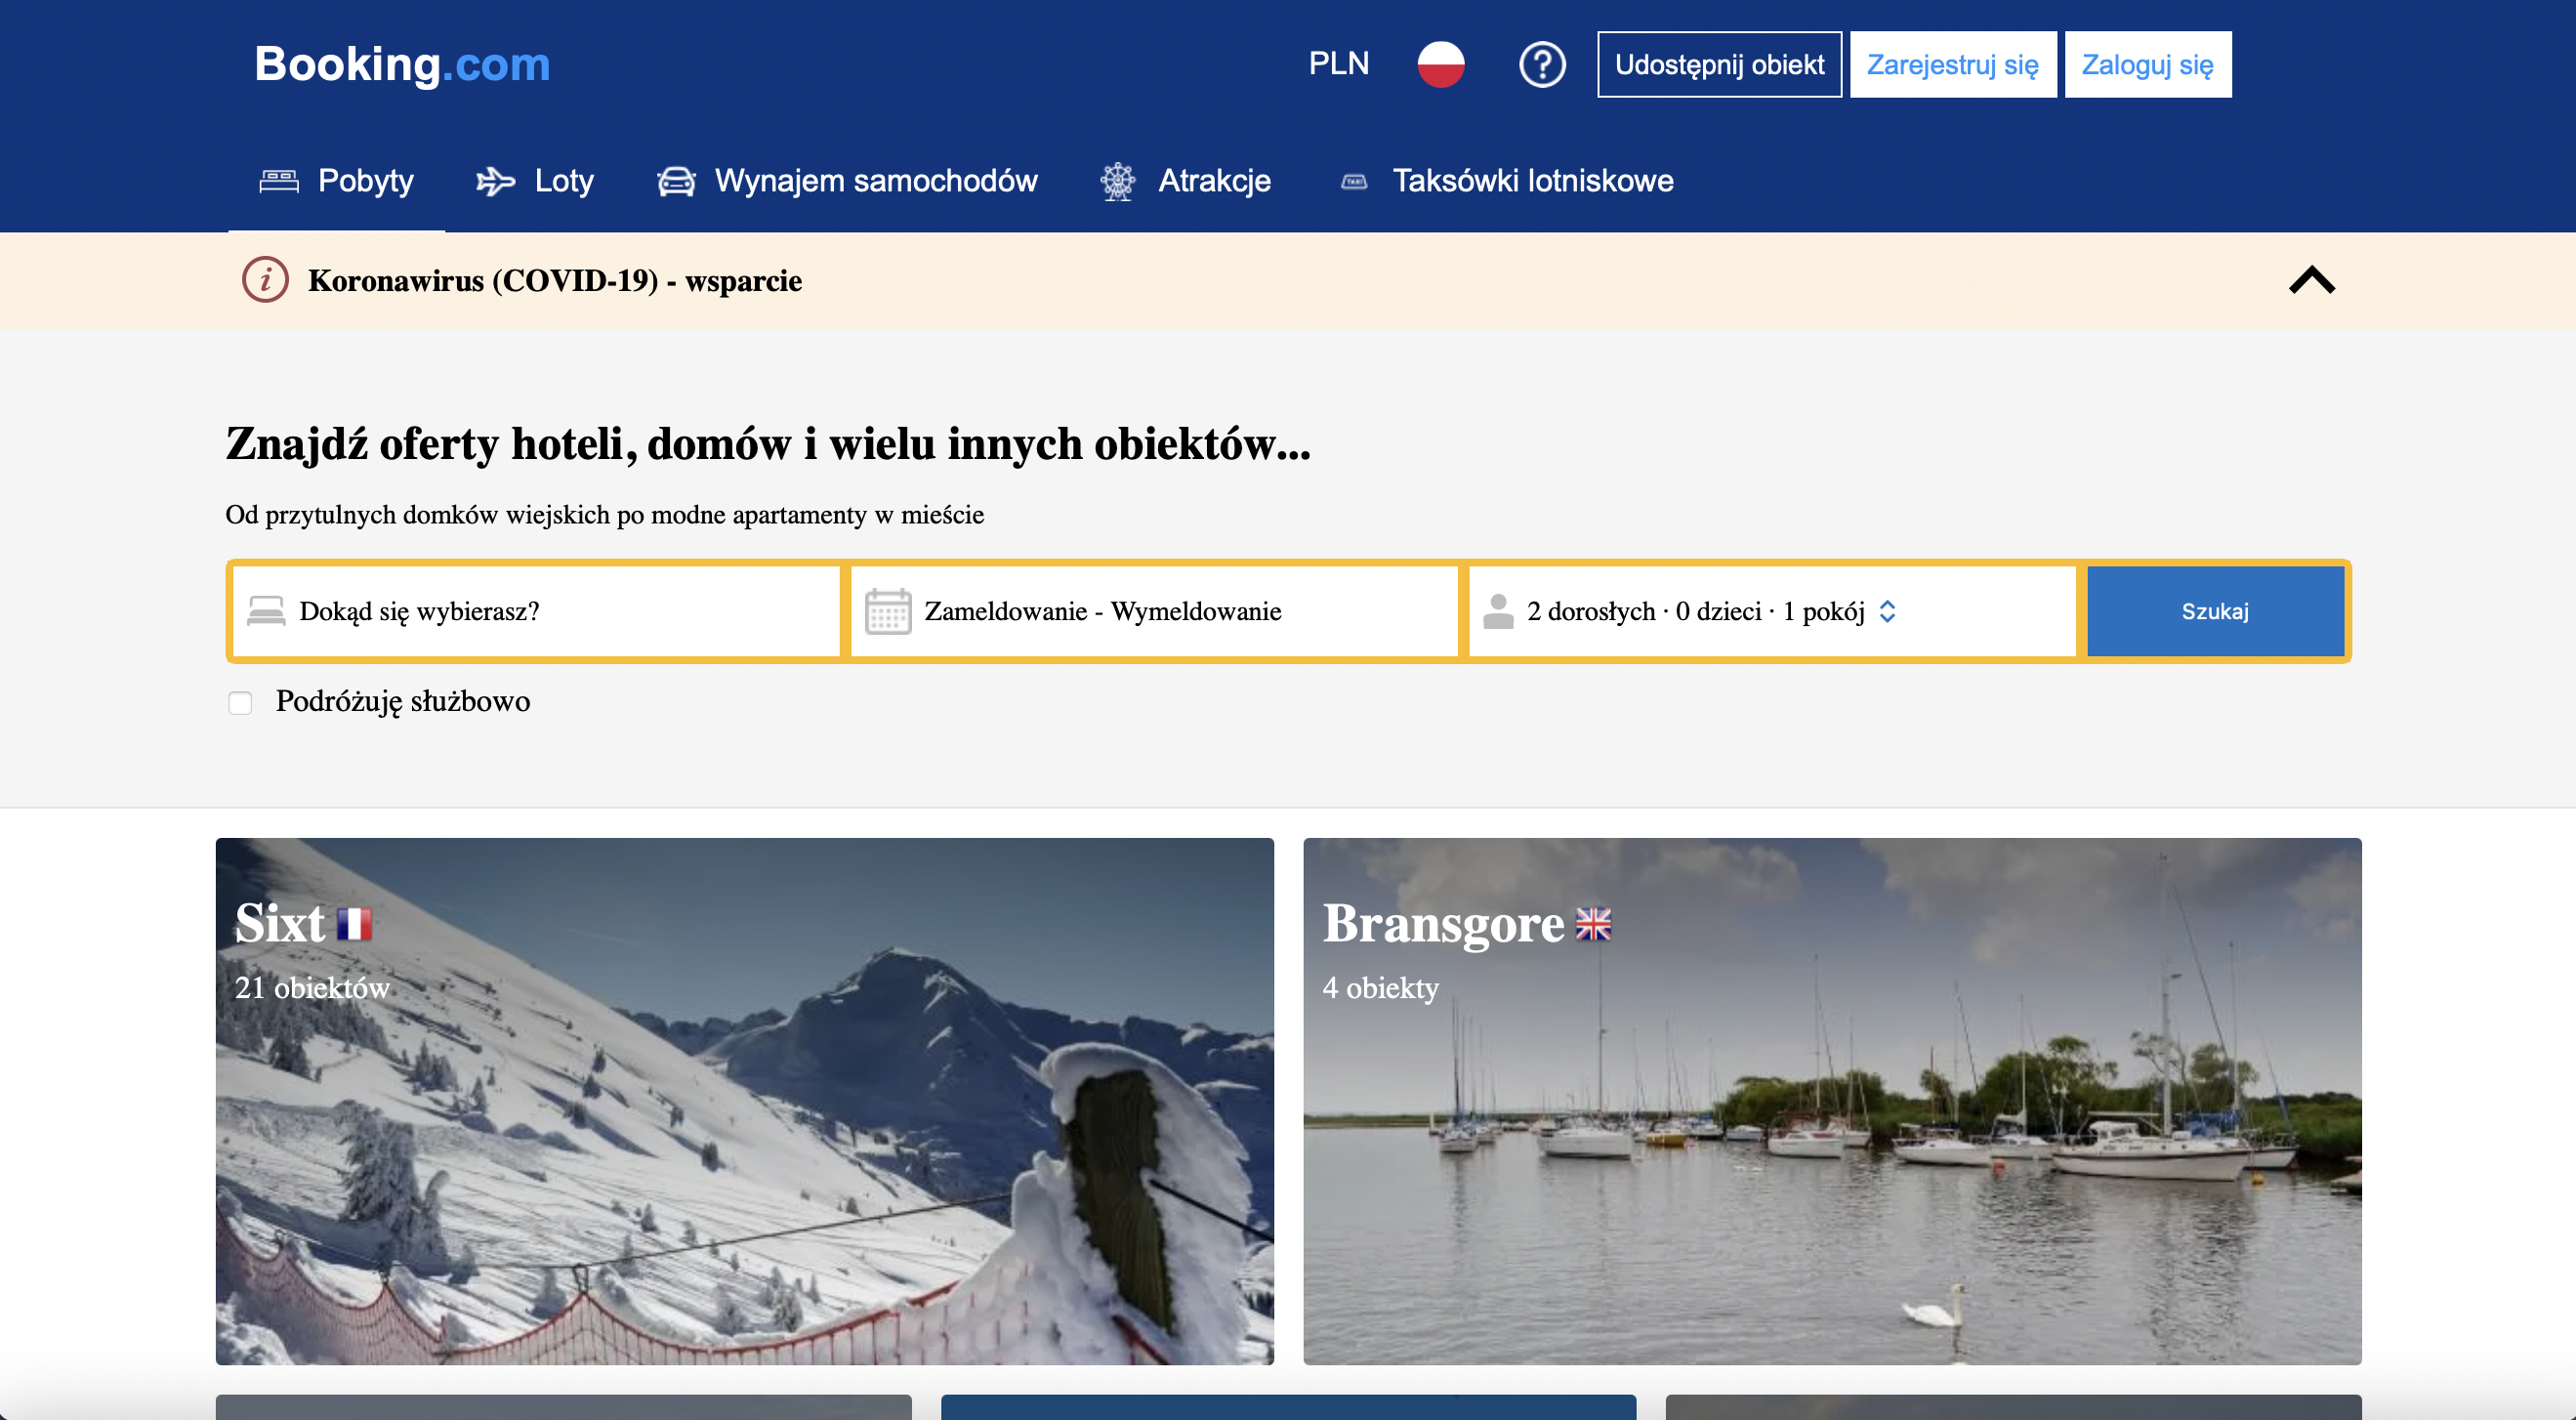 Booking.com
PLN
Udostępnij obiekt
Zarejestruj się
Zaloguj się
Pobyty
Loty
Wynajem samochodów
Atrakcje
TAXI
Taksówki lotniskowe
Koronawirus (COVID-19) - wsparcie
Znajdź oferty hoteli, domów i wielu innych obiektów...
Od przytulnych domków wiejskich po modne apartamenty w mieście
Dokąd się wybierasz?
Zameldowanie - Wymeldowanie
2 dorosłych · 0 dzieci · 1 pokój
Szukaj
Podróżuję służbowo
Sixt
21 obiektów
Bransgore
4 obiekty